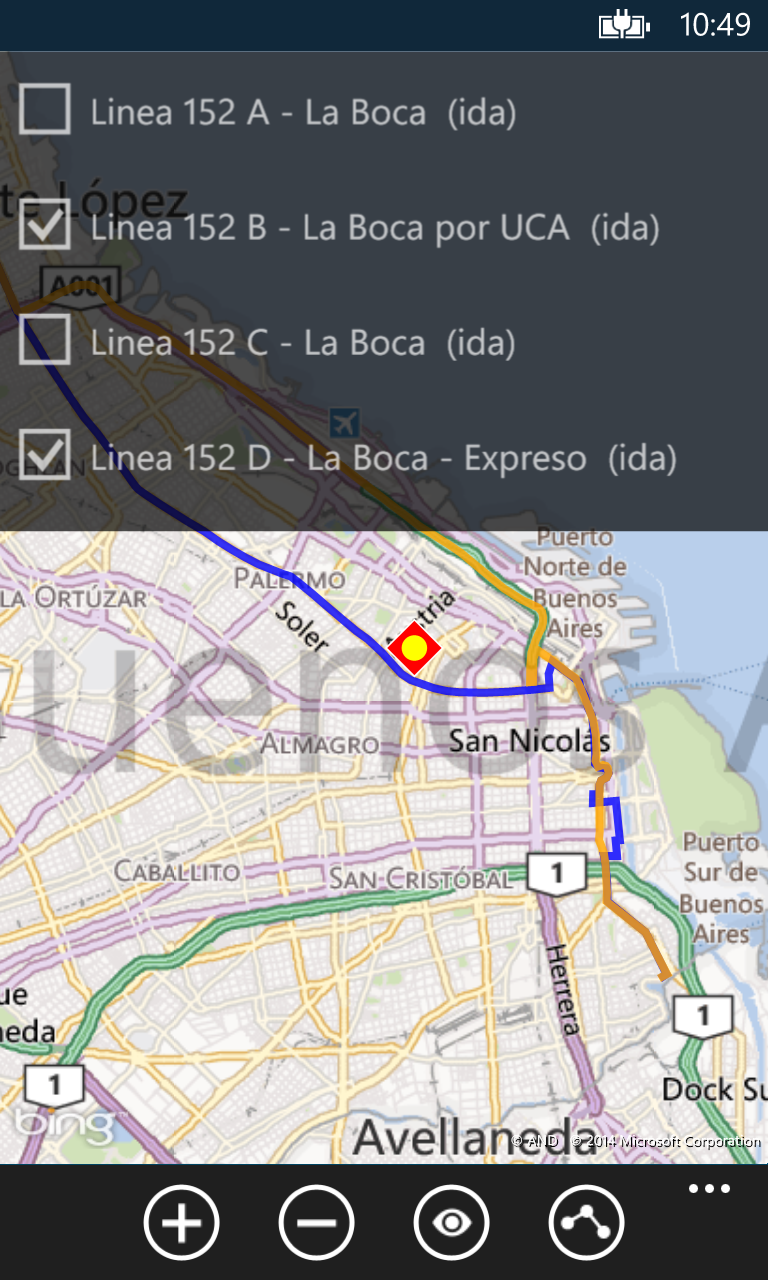 10:49
Linea 152 A - La Boca (ida)
te López
Linea 152 B - La Boca por UCA (ida)
A001
Linea 152 C - La Boca (ida)
Linea 152 D - La Boca - Expreso (ida)
Puerto
Norte de
Buenos
Aires
PALERMO
LA ORTÚZAR
Soler
uenos A
San Nicolás
ALMAGRO
Puerto
Sur de
Buenos
Aires
CABALLITO
SAN CRISTÓBAL
1
Herrera
ue
neda
1
1
Dock Su
bing™
Avellaneda
© AND © 2014 Microsoft Corporation